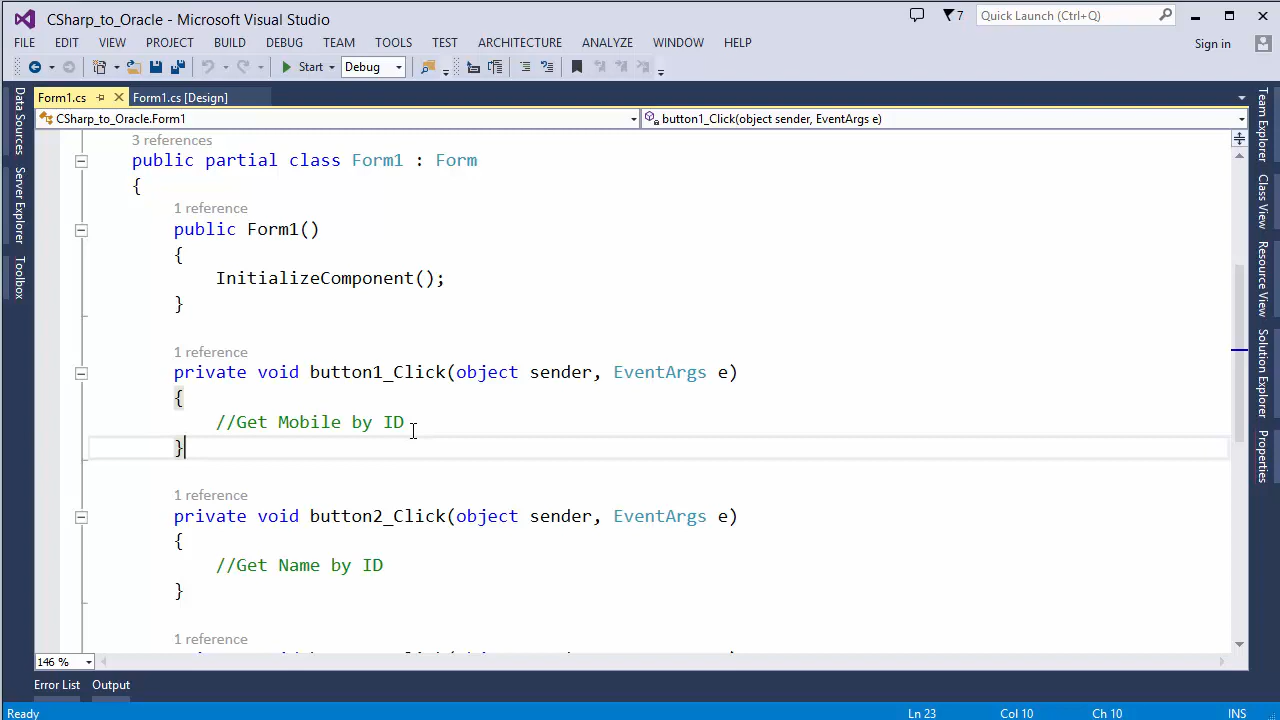 CSharp_to_Oracle - Microsoft Visual Studio
7
Quick Launch (Ctrl+Q)
FILE EDIT VIEW PROJECT BUILD DEBUG TEAM TOOLS TEST ARCHITECTURE ANALYZE WINDOW HELP
Sign in
Start Debug
Form1.cs Form1.cs [Design]
CSharp_to_Oracle.Form1 button1_Click(object sender, EventArgs e)
Data Sources
Server Explorer
Toolbox
3 references
public partial class Form1 : Form
{
1 reference
public Form1()
{
InitializeComponent();
}
1 reference
private void button1_Click(object sender, EventArgs e)
{
//Get Mobile by ID
}
1 reference
private void button2_Click(object sender, EventArgs e)
{
//Get Name by ID
}
1 reference
Team Explorer
Class View
Resource View
Solution Explorer
Properties
146 %
Error List Output
Ready Ln 23 Col 10 Ch 10 INS